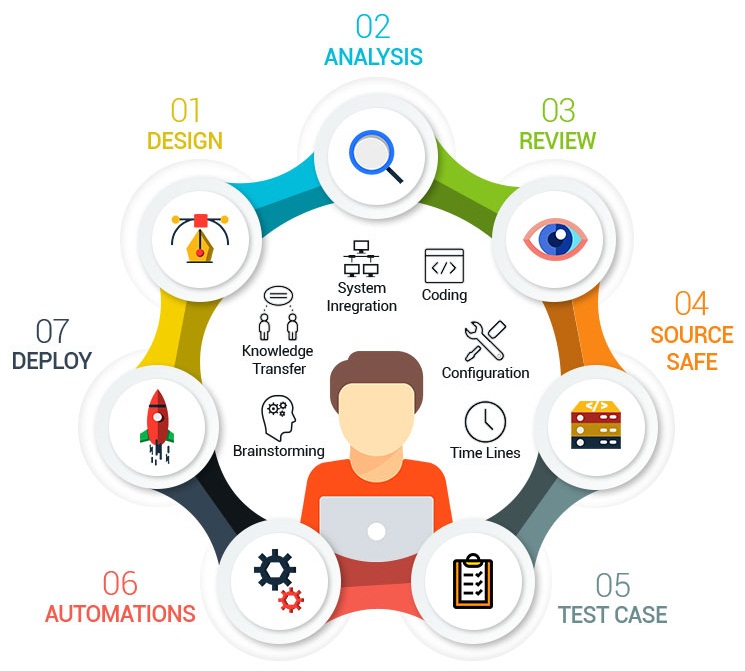 01
DESIGN
02
ANALYSIS
03
REVIEW
04
SOURCE
SAFE
05
TEST CASE
06
AUTOMATIONS
07
DEPLOY
System
Inregration
Coding
Knowledge
Transfer
Configuration
Brainstorming
Time Lines